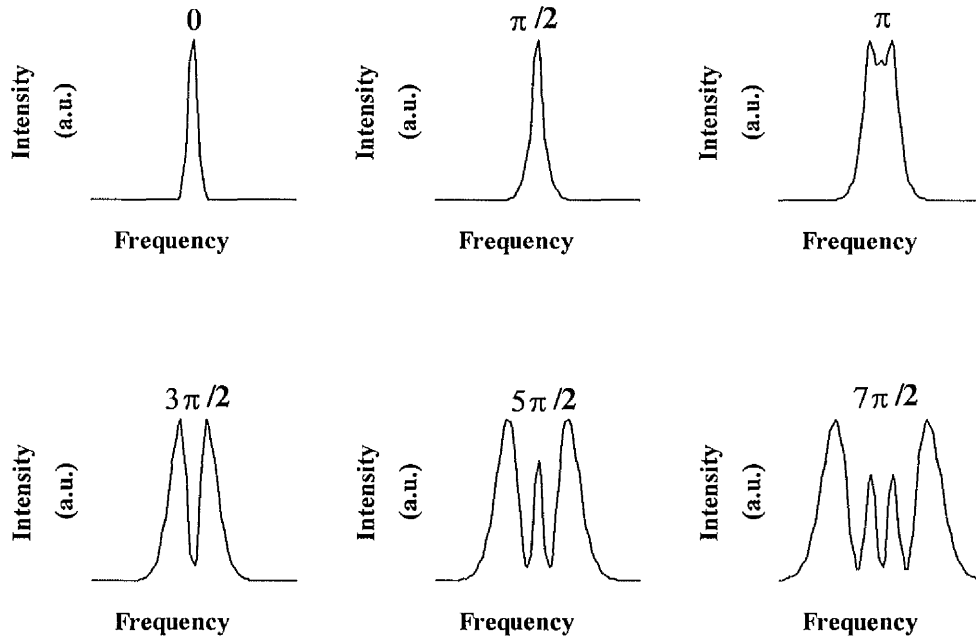 0
Intensity
(a.u.)
Frequency
π/2
Intensity
(a.u.)
Frequency
π
Intensity
(a.u.)
Frequency
3π/2
Intensity
(a.u.)
Frequency
5π/2
Intensity
(a.u.)
Frequency
7π/2
Intensity
(a.u.)
Frequency